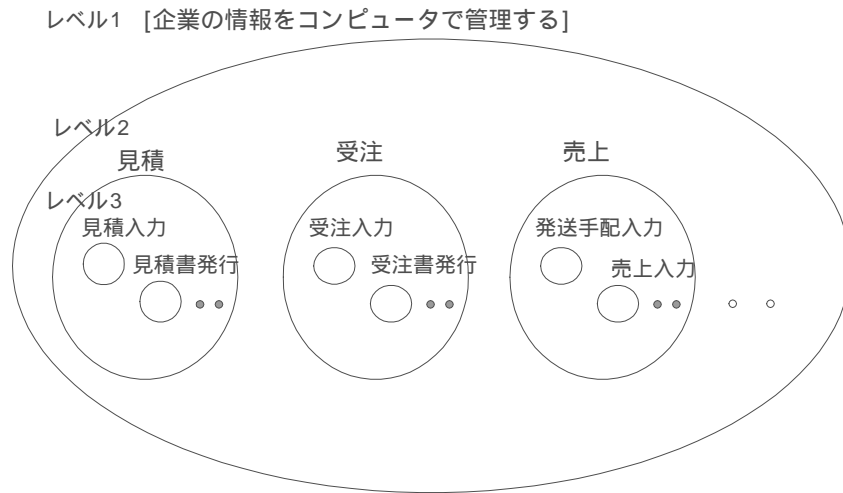 レベル1 [企業の情報をコンピュータで管理する]
レベル2
見積
受注
売上
レベル3
見積入力
受注入力
発送手配入力
見積書発行
受注書発行
売上入力